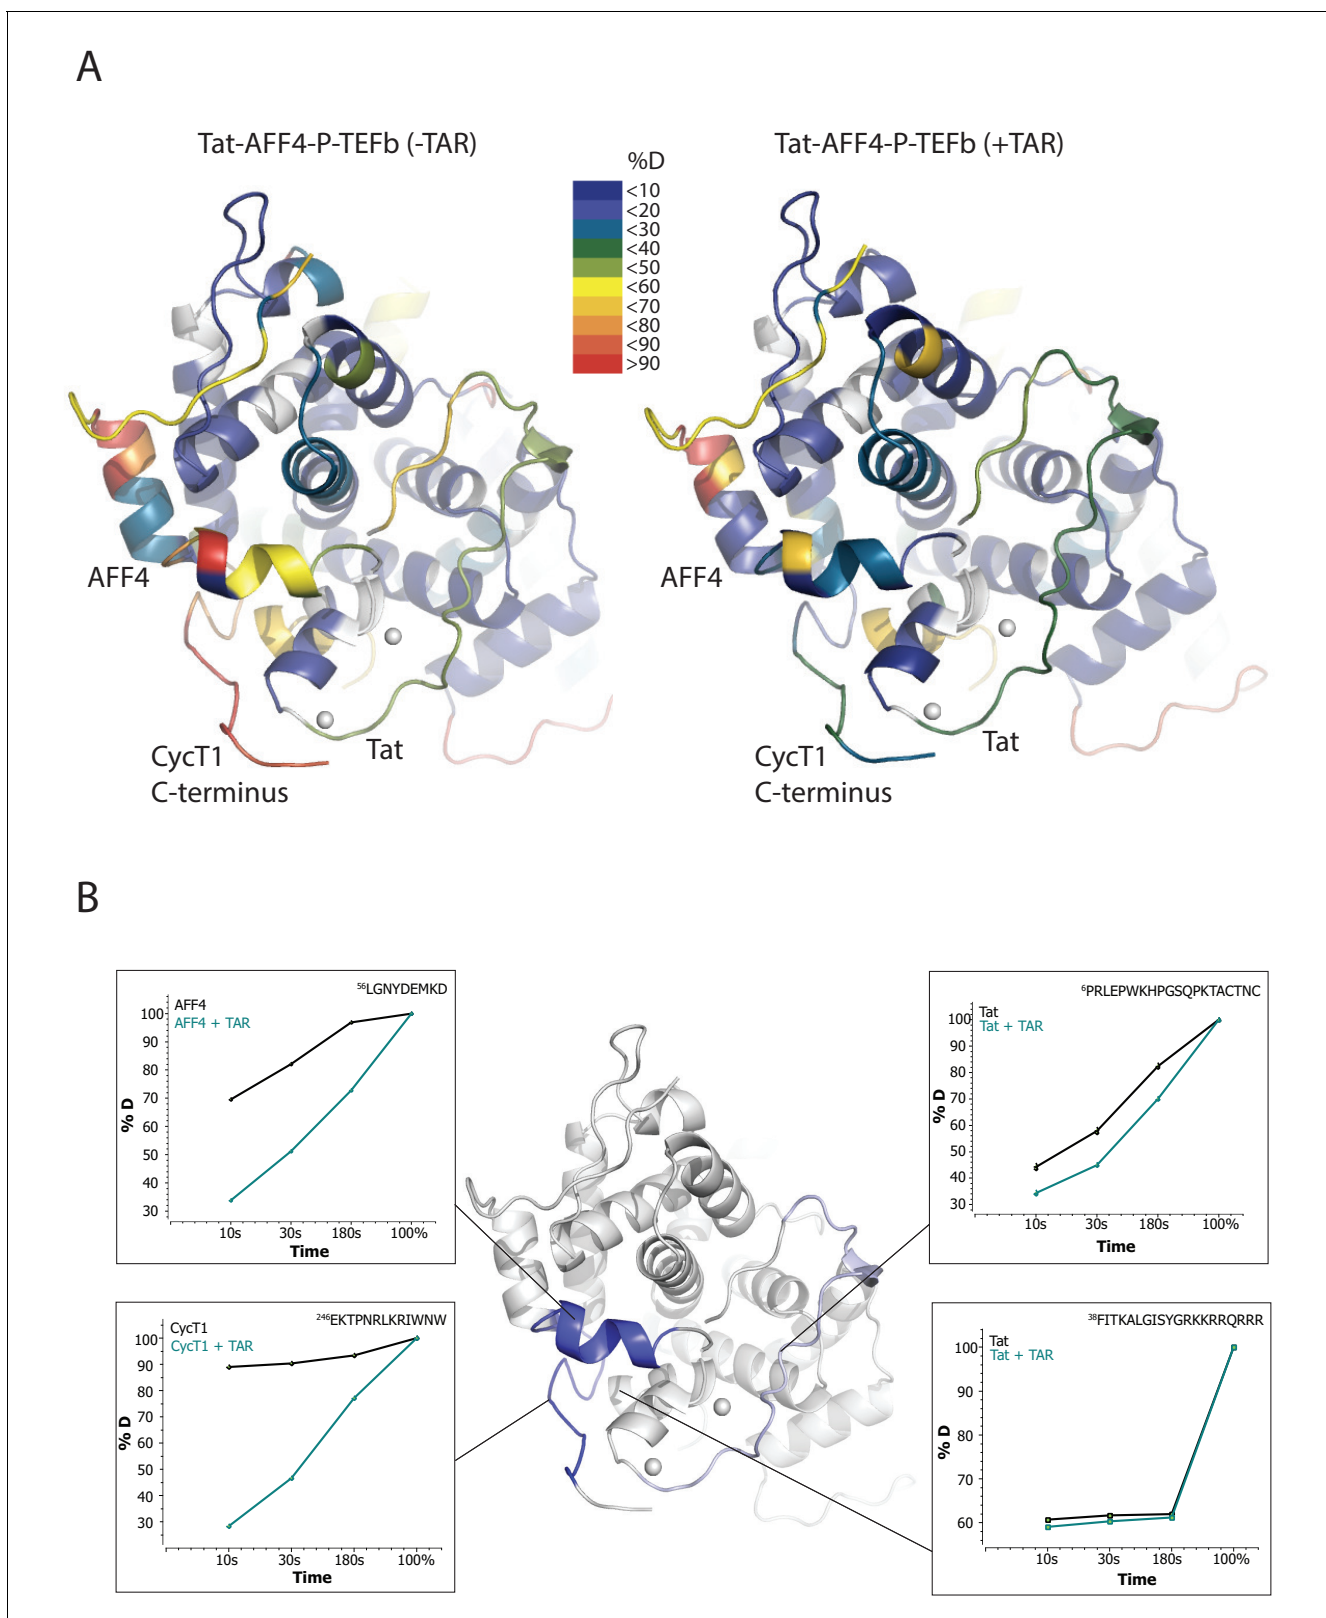 A
Tat-AFF4-P-TEFb (-TAR)
Tat-AFF4-P-TEFb (+TAR)
%D
<10
<20
<30
<40
<50
<60
<70
<80
<90
>90
AFF4
CycT1
C-terminus
Tat
AFF4
CycT1
C-terminus
Tat
B
⁵⁶LGNYDEMKD
AFF4
AFF4 + TAR
100
90
80
70
60
50
40
30
% D
10s 30s 180s 100%
Time
⁶PRLEPWKHPGSQPKTACTNC
Tat
Tat + TAR
100
90
80
70
60
50
40
30
% D
10s 30s 180s 100%
Time
²⁴⁶EKTPNRLKRIWNW
CycT1
CycT1 + TAR
100
90
80
70
60
50
40
30
% D
10s 30s 180s 100%
Time
³⁸FITKALGISYGRKKRRQRRR
Tat
Tat + TAR
100
90
80
70
60
% D
10s 30s 180s 100%
Time